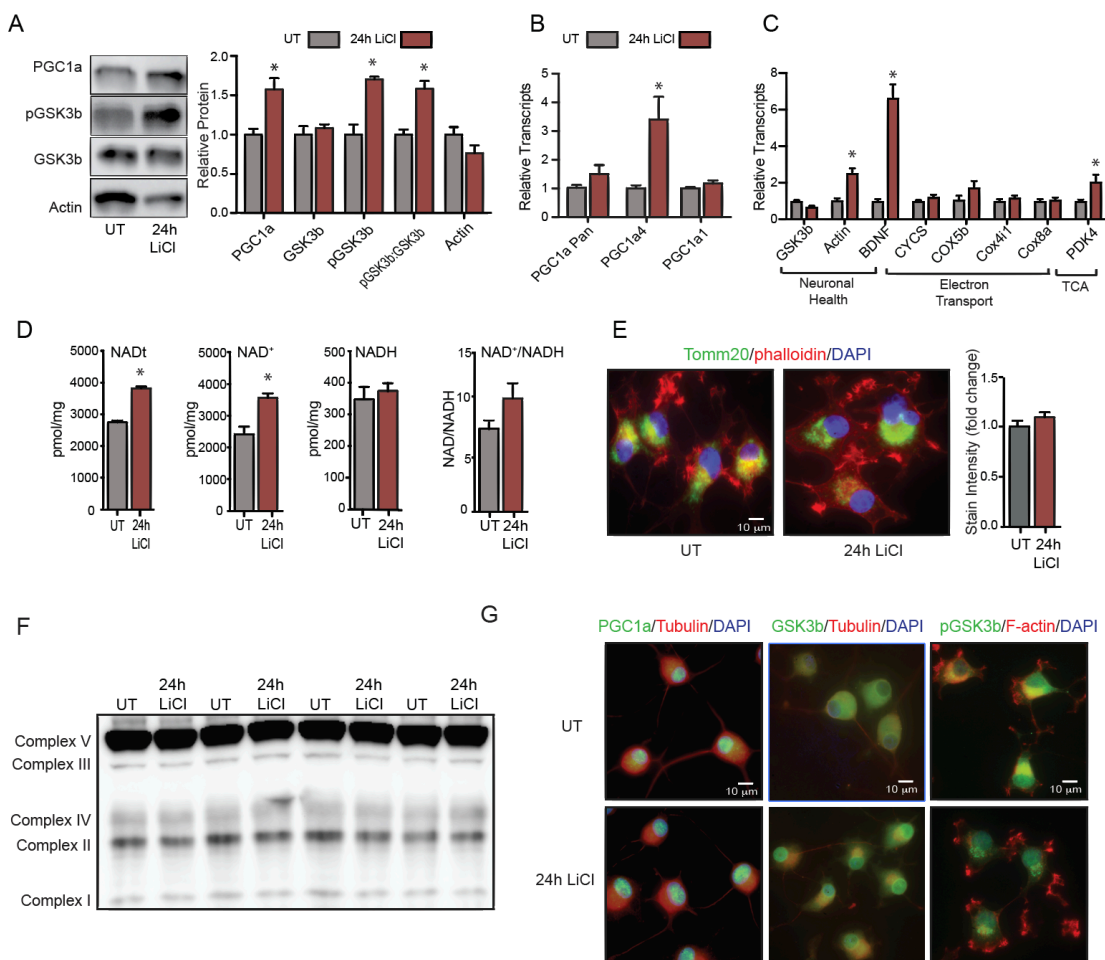 A
PGC1a
pGSK3b
GSK3b
Actin
UT
24h
LiCl
UT 24h LiCl
Relative Protein
2.0
1.5
1.0
0.5
0
PGC1a
GSK3b
pGSK3b
pGSK3b:GSK3b
Actin
* * *
B
UT 24h LiCl
Relative Transcripts
5
4
3
2
1
0
PGC1a Pan
PGC1a4
PGC1a1
*
C
Relative Transcripts
8
6
4
2
0
GSK3b
Actin
BDNF
CYCS
COX5b
Cox4i1
Cox8a
PDK4
* * *
Neuronal
Health
Electron
Transport
TCA
D
NADt
pmol/mg
5000
4000
3000
2000
1000
0
*
UT 24h
LiCl
NAD⁺
pmol/mg
5000
4000
3000
2000
1000
0
*
UT 24h
LiCl
NADH
pmol/mg
500
400
300
200
100
0
UT 24h
LiCl
NAD⁺/NADH
NAD/NADH
15
10
5
0
UT 24h
LiCl
E
Tomm20/phalloidin/DAPI
10 µm
10 µm
UT
24h LiCl
Stain Intensity (fold change)
1.5
1.0
0.5
0.0
UT 24h
LiCl
F
UT 24h LiCl UT 24h LiCl UT 24h LiCl UT 24h LiCl
Complex V
Complex III
Complex IV
Complex II
Complex I
G
PGC1a/Tubulin/DAPI
GSK3b/Tubulin/DAPI
pGSK3b/F-actin/DAPI
UT
10 µm
10 µm
10 µm
24h LiCl